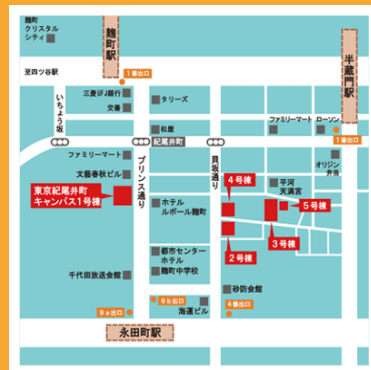 麹町
クリスタル
シティ
麹町駅
半蔵門駅
至四ツ谷駅
1番出口
いちょう坂
三菱UFJ銀行
交番
タリーズ
松屋
紀尾井町
ファミリーマート
ローソン
1番出口
ファミリーマート
プリンス通り
貝坂通り
オリジン
弁当
文藝春秋ビル
東京紀尾井町
キャンパス1号棟
ホテル
ルポール麹町
4号棟
平河
天満宮
5号棟
3号棟
2号棟
都市センター
ホテル
麹町中学校
千代田放送会館
砂防会館
9a出口
9b出口
海運ビル
4番出口
永田町駅